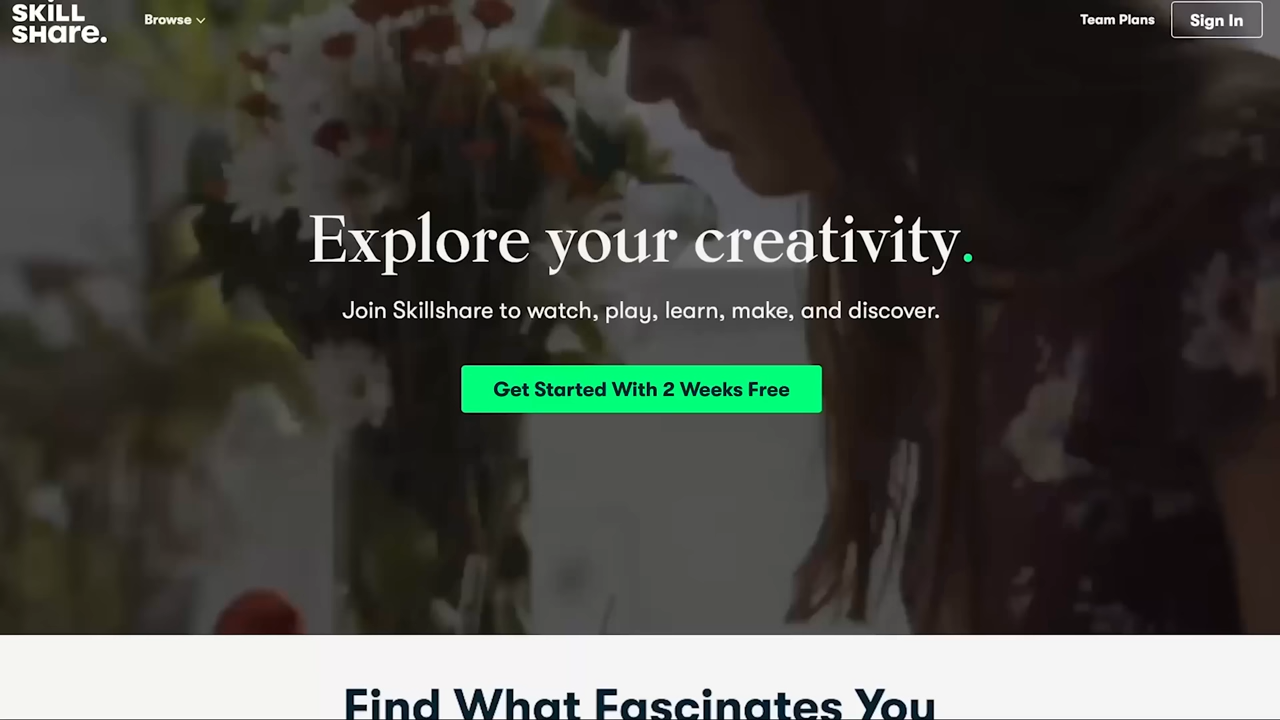 SKiLL
SHare.
Browse
Team Plans
Sign In
Explore your creativity.
Join Skillshare to watch, play, learn, make, and discover.
Get Started With 2 Weeks Free
Find What Fascinates You